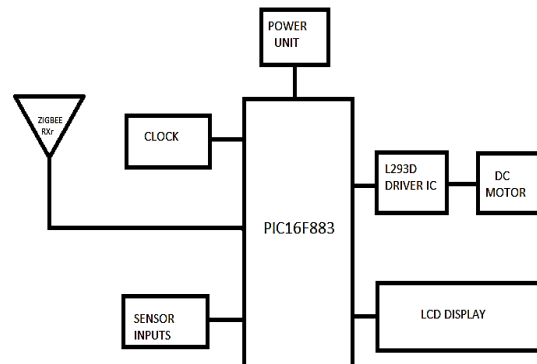 POWER
UNIT
ZIGBEE
RXr
CLOCK
L293D
DRIVER IC
DC
MOTOR
PIC16F883
SENSOR
INPUTS
LCD DISPLAY